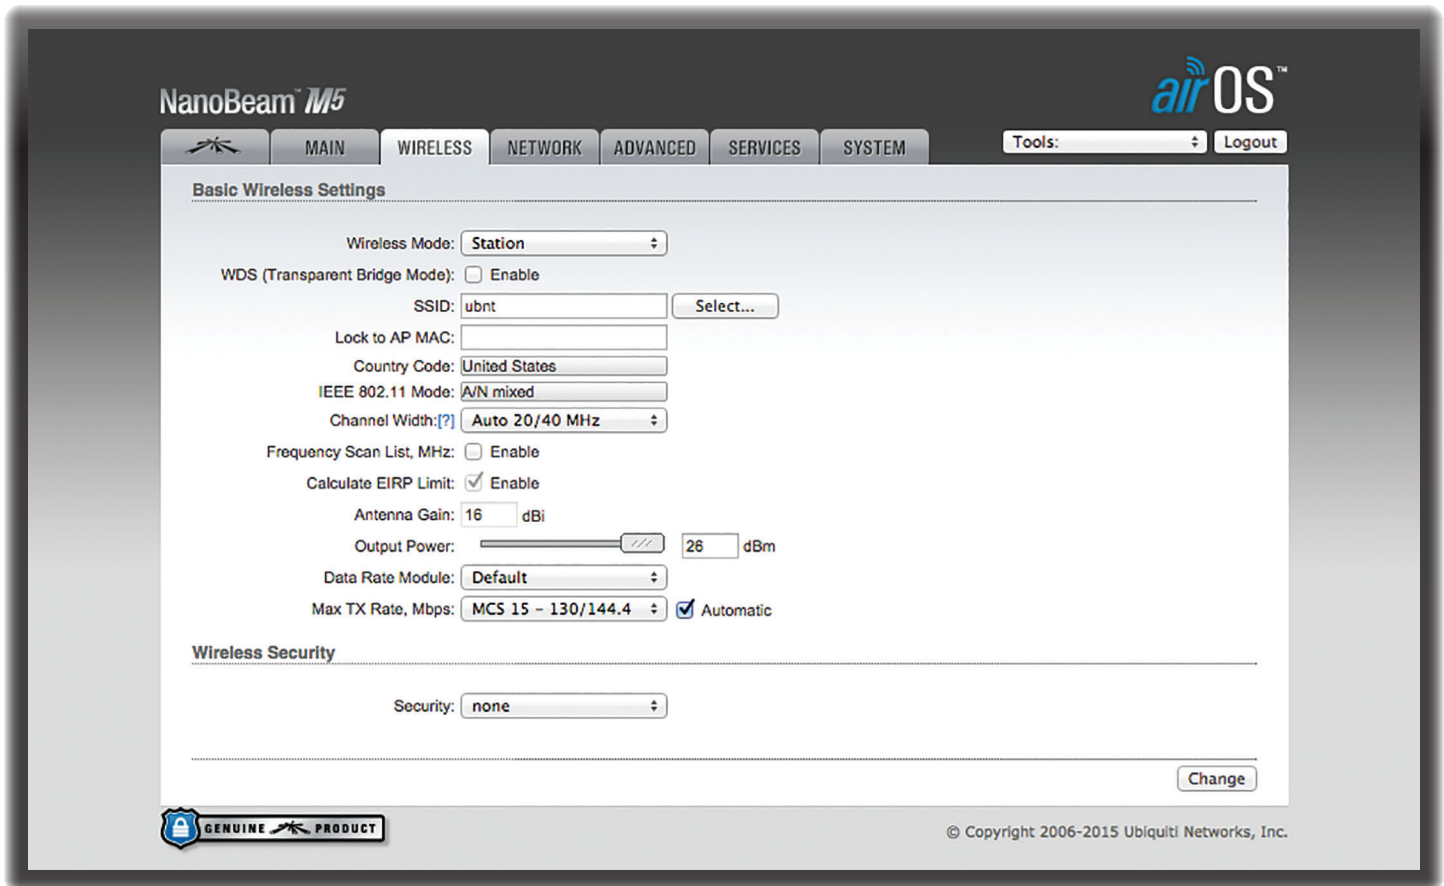 NanoBeam™ M5
airOS™
MAIN WIRELESS NETWORK ADVANCED SERVICES SYSTEM Tools: Logout
Basic Wireless Settings
Wireless Mode: Station
WDS (Transparent Bridge Mode): Enable
SSID: ubnt Select...
Lock to AP MAC:
Country Code: United States
IEEE 802.11 Mode: A/N mixed
Channel Width:[?] Auto 20/40 MHz
Frequency Scan List, MHz: Enable
Calculate EIRP Limit: Enable
Antenna Gain: 16 dBi
Output Power: 26 dBm
Data Rate Module: Default
Max TX Rate, Mbps: MCS 15 – 130/144.4 Automatic
Wireless Security
Security: none
Change
GENUINE PRODUCT
© Copyright 2006-2015 Ubiquiti Networks, Inc.